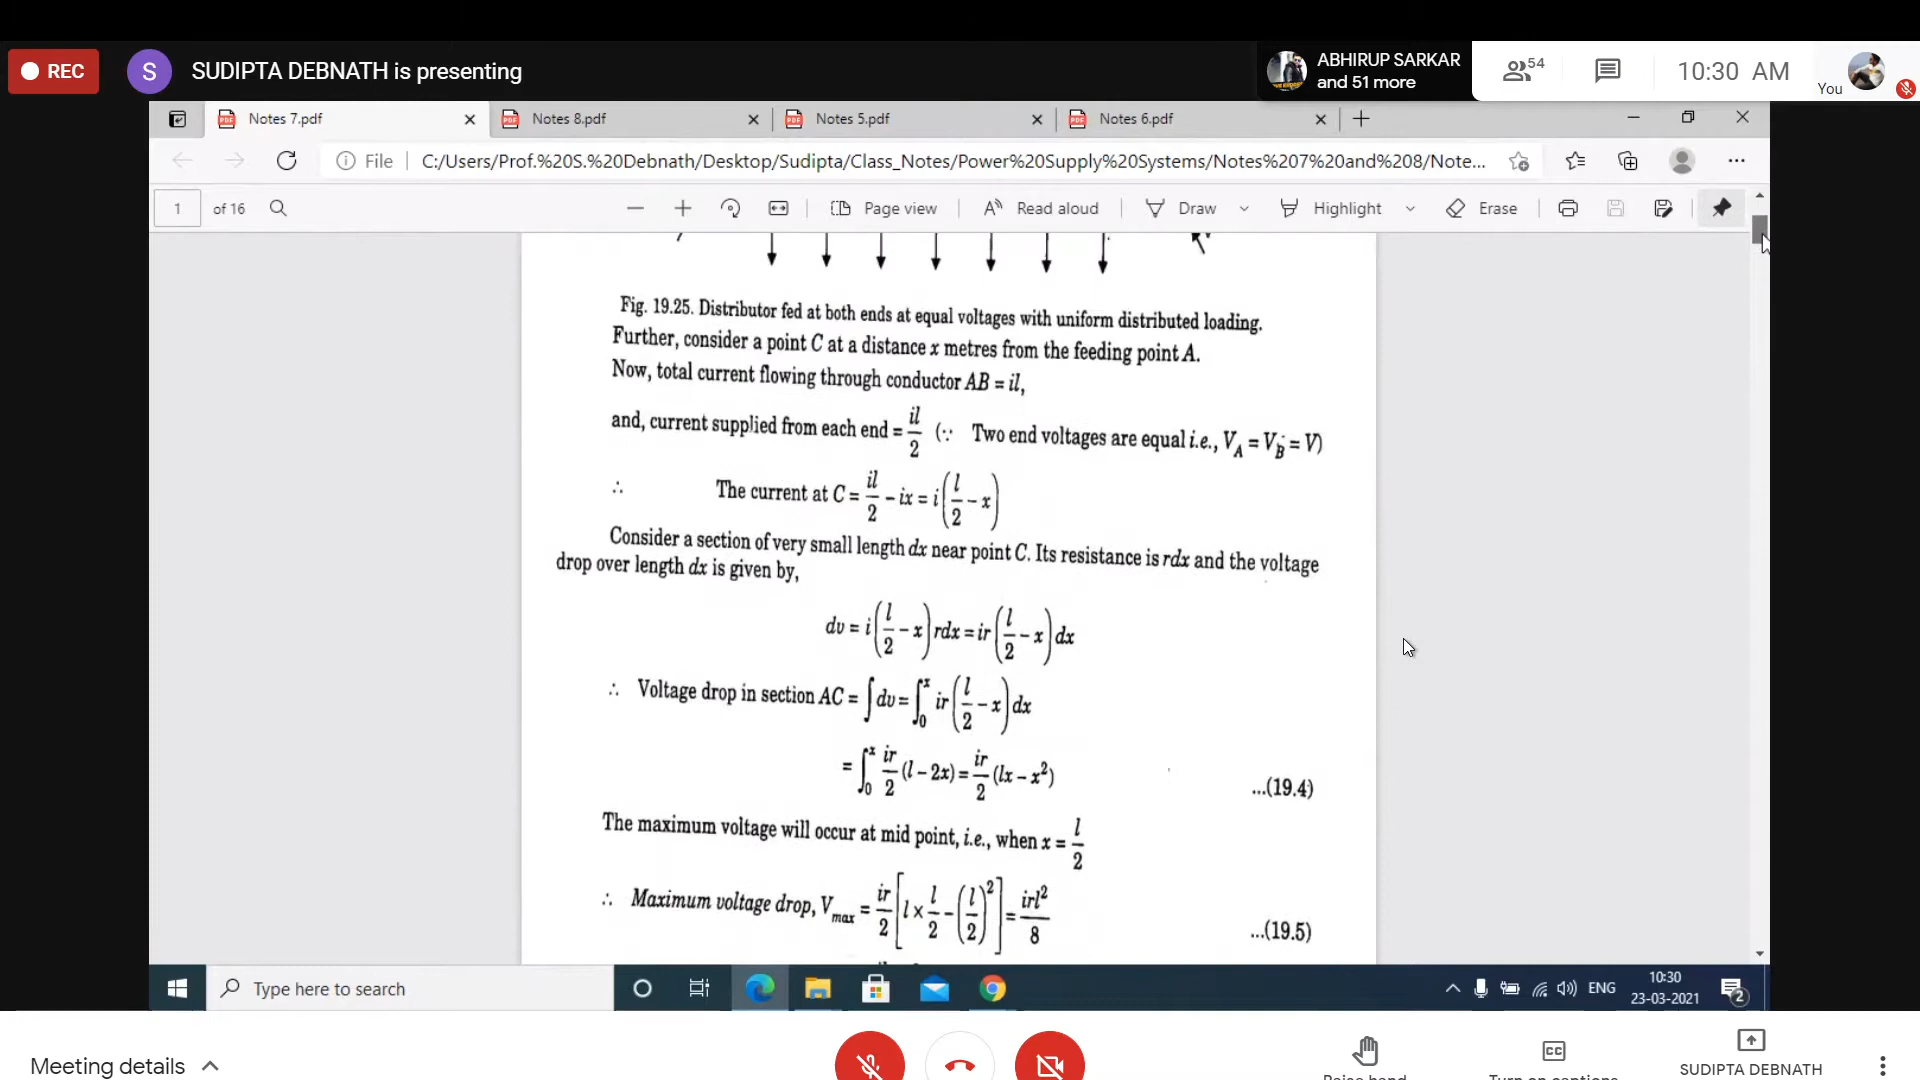 REC
S
SUDIPTA DEBNATH is presenting
ABHIRUP SARKAR
and 51 more
54
10:30 AM
You
Notes 7.pdf
Notes 8.pdf
Notes 5.pdf
Notes 6.pdf
File
C:/Users/Prof.%20S.%20Debnath/Desktop/Sudipta/Class_Notes/Power%20Supply%20Systems/Notes%207%20and%208/Note...
1 of 16
Page view
Read aloud
Draw
Highlight
Erase
Fig. 19.25. Distributor fed at both ends at equal voltages with uniform distributed loading.
Further, consider a point C at a distance x metres from the feeding point A.
Now, total current flowing through conductor AB = il,
and, current supplied from each end = il/2 (∵ Two end voltages are equal i.e., V_A = V_B = V)
∴ The current at C = il/2 − ix = i(l/2 − x)
Consider a section of very small length dx near point C. Its resistance is rdx and the voltage
drop over length dx is given by,
dv = i(l/2 − x) rdx = ir(l/2 − x) dx
∴ Voltage drop in section AC = ∫dv = ∫₀ˣ ir(l/2 − x) dx
= ∫₀ˣ ir/2 (l − 2x) = ir/2 (lx − x²) ...(19.4)
The maximum voltage will occur at mid point, i.e., when x = l/2
∴ Maximum voltage drop, V_max = ir/2 [l × l/2 − (l/2)²] = irl²/8 ...(19.5)
Type here to search
ENG
10:30
23-03-2021
2
Meeting details
Raise hand
Turn on captions
SUDIPTA DEBNATH